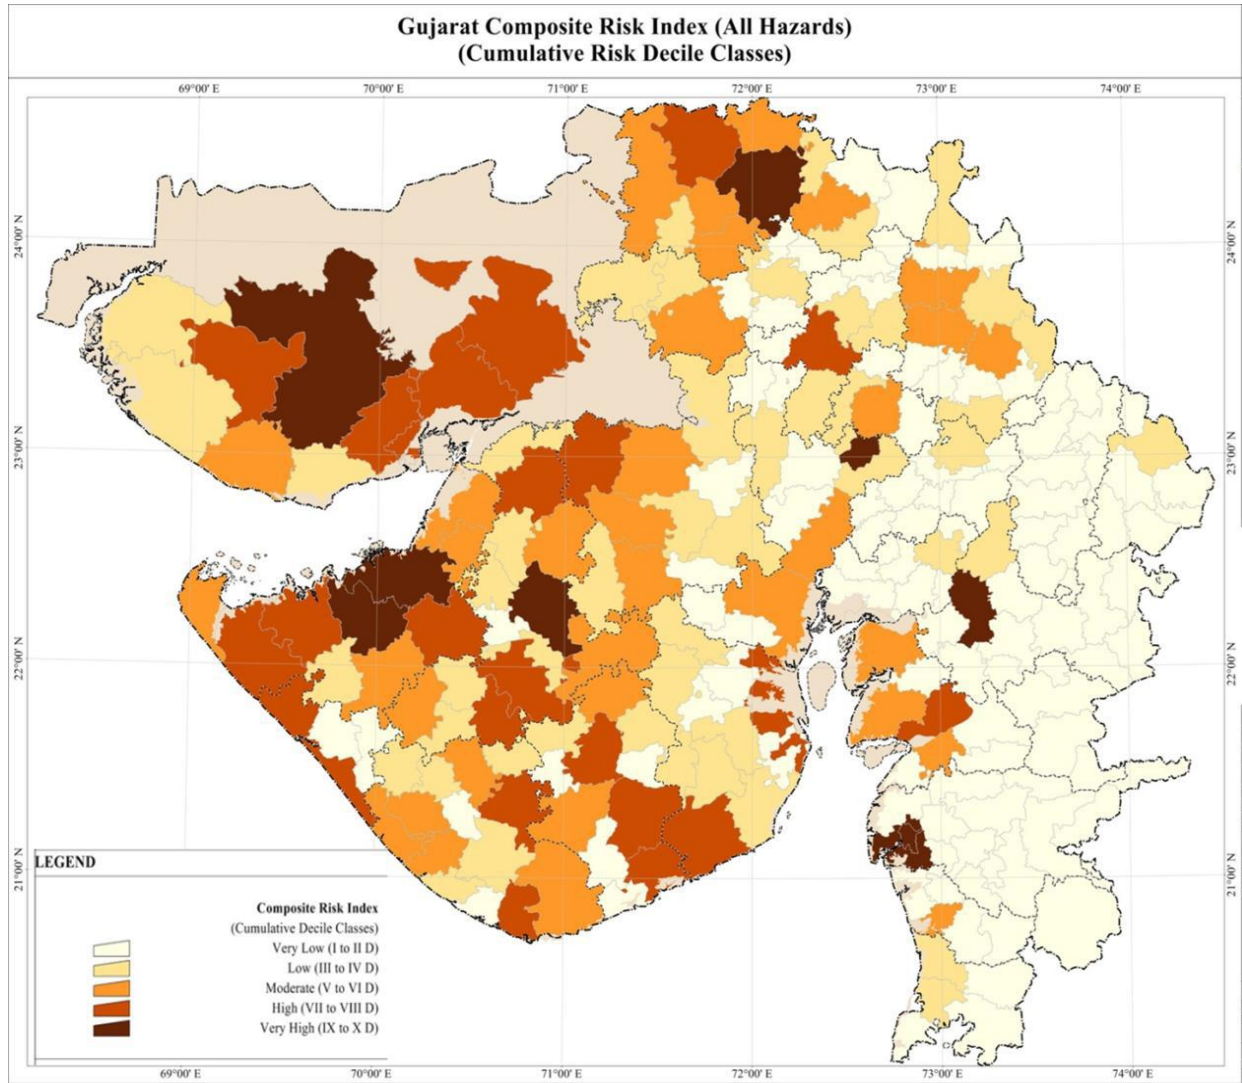 Gujarat Composite Risk Index (All Hazards)
(Cumulative Risk Decile Classes)
69°00' E 70°00' E 71°00' E 72°00' E 73°00' E 74°00' E
24°00' N 24°00' N
23°00' N 23°00' N
22°00' N 22°00' N
21°00' N 21°00' N
LEGEND
Composite Risk Index
(Cumulative Decile Classes)
Very Low (I to II D)
Low (III to IV D)
Moderate (V to VI D)
High (VII to VIII D)
Very High (IX to X D)
69°00' E 70°00' E 71°00' E 72°00' E 73°00' E 74°00' E